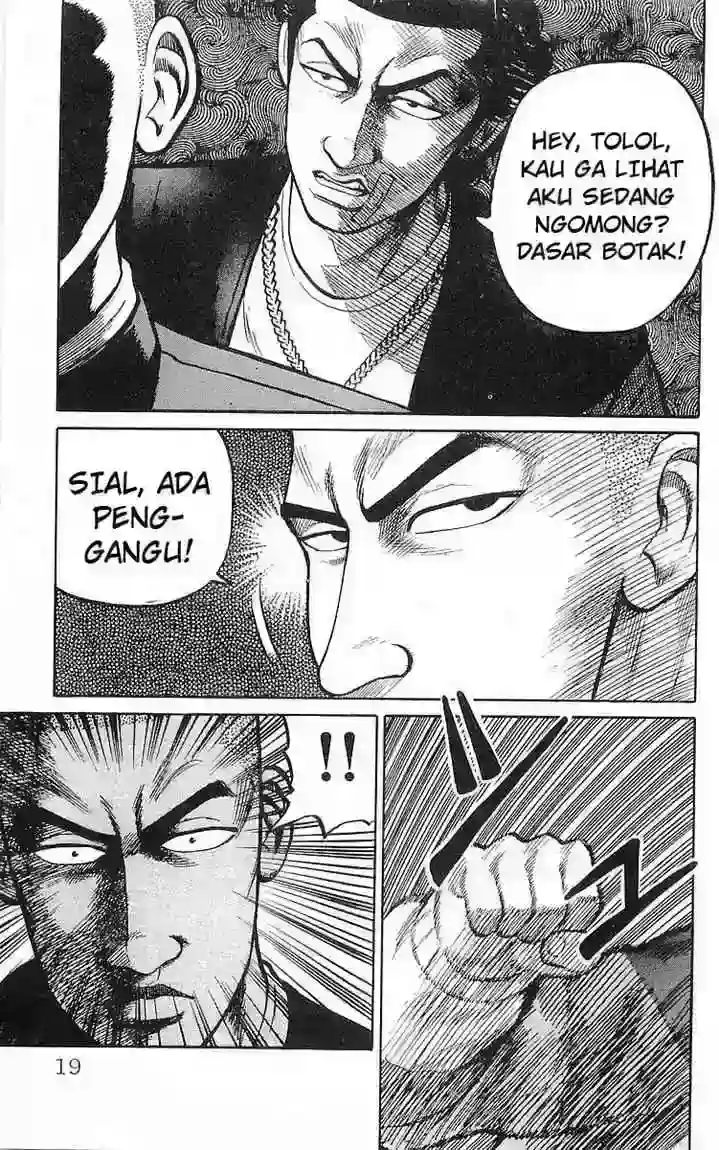 HEY, TOLOL,
KAU GA LIHAT
AKU SEDANG
NGOMONG?
DASAR BOTAK!
SIAL, ADA
PENG-
GANGU!
!!
19